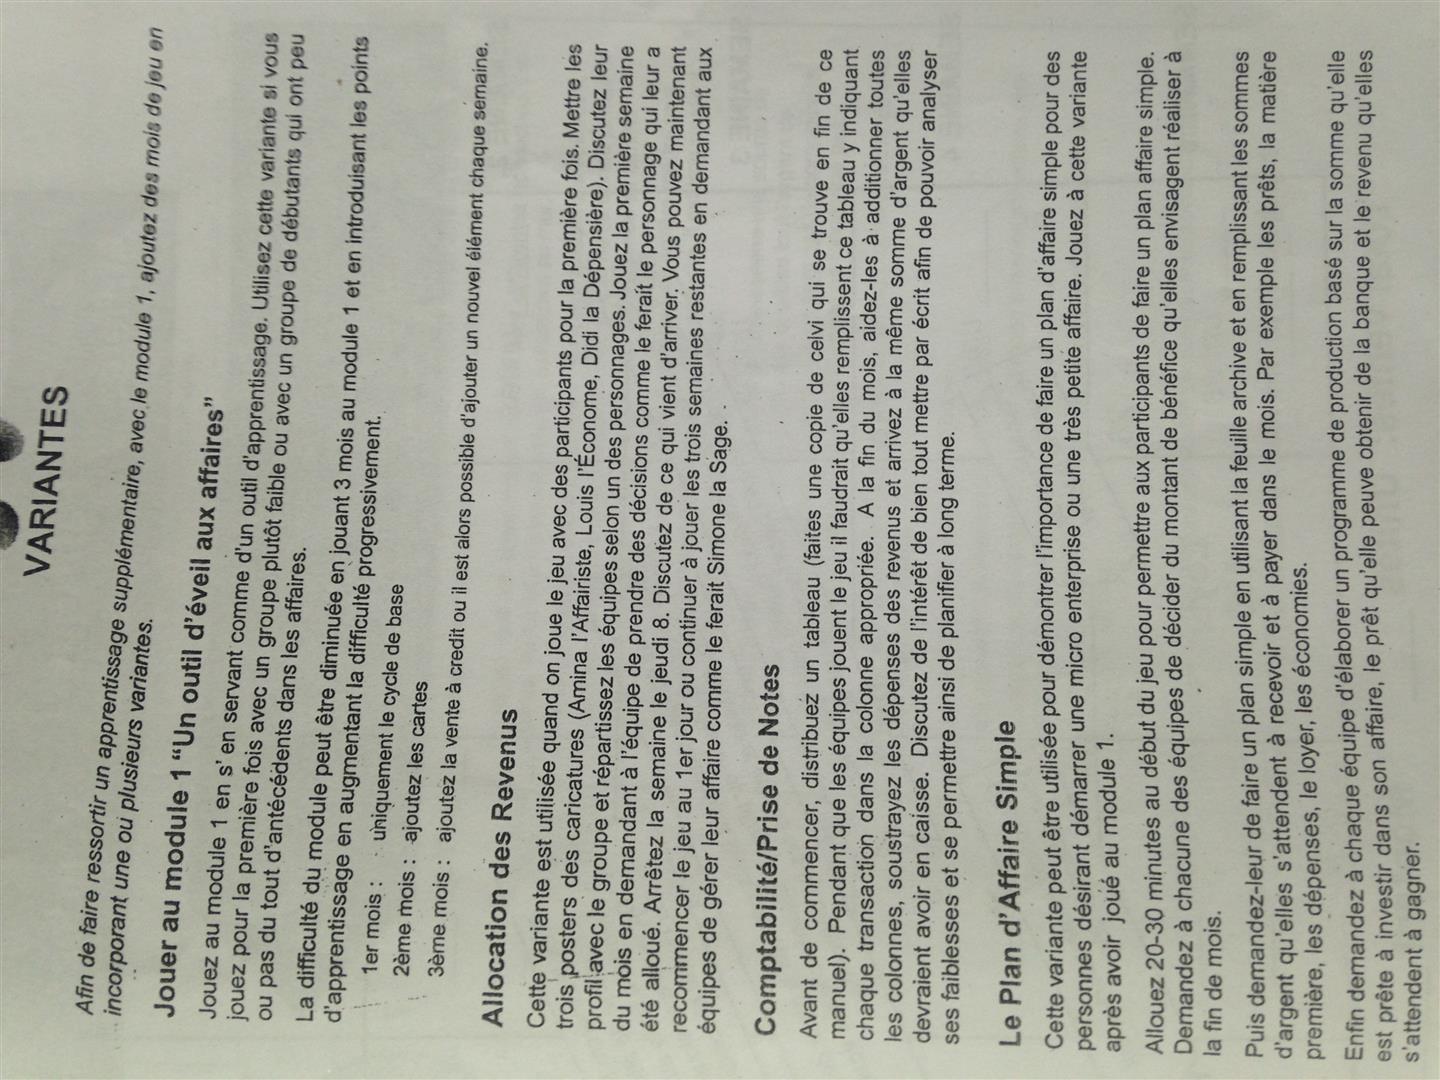 VARIANTES
Afin de faire ressortir un apprentissage supplémentaire, avec le module 1, ajoutez des mois de jeu en
incorporant une ou plusieurs variantes.
Jouer au module 1 “Un outil d’éveil aux affaires”
Jouez au module 1 en s’ en servant comme d'un outil d'apprentissage. Utilisez cette variante si vous
jouez pour la première fois avec un groupe plutôt faible ou avec un groupe de débutants qui ont peu
ou pas du tout d'antécédents dans les affaires.
La difficulté du module peut être diminuée en jouant 3 mois au module 1 et en introduisant les points
d'apprentissage en augmentant la difficulté progressivement.
1er mois : uniquement le cycle de base
2ème mois : ajoutez les cartes
3ème mois : ajoutez la vente à credit ou il est alors possible d'ajouter un nouvel élément chaque semaine.
Allocation des Revenus
Cette variante est utilisée quand on joue le jeu avec des participants pour la première fois. Mettre les
trois posters des caricatures (Amina l’Affairiste, Louis l’Économe, Didi la Dépensière). Discutez leur
profil avec le groupe et répartissez les équipes selon un des personnages. Jouez la première semaine
du mois en demandant à l'équipe de prendre des décisions comme le ferait le personnage qui leur a
été alloué. Arrêtez la semaine le jeudi 8. Discutez de ce qui vient d'arriver. Vous pouvez maintenant
recommencer le jeu au 1er jour ou continuer à jouer les trois semaines restantes en demandant aux
équipes de gérer leur affaire comme le ferait Simone la Sage.
Comptabilité/Prise de Notes
Avant de commencer, distribuez un tableau (faites une copie de celvi qui se trouve en fin de ce
manuel). Pendant que les équipes jouent le jeu il faudrait qu'elles remplissent ce tableau y indiquant
chaque transaction dans la colonne appropriée. A la fin du mois, aidez-les à additionner toutes
les colonnes, soustrayez les dépenses des revenus et arrivez à la même somme d'argent qu'elles
devraient avoir en caisse. Discutez de l'intérêt de bien tout mettre par écrit afin de pouvoir analyser
ses faiblesses et se permettre ainsi de planifier à long terme.
Le Plan d’Affaire Simple
Cette variante peut être utilisée pour démontrer l'importance de faire un plan d'affaire simple pour des
personnes désirant démarrer une micro enterprise ou une très petite affaire. Jouez à cette variante
après avoir joué au module 1.
Allouez 20-30 minutes au début du jeu pour permettre aux participants de faire un plan affaire simple.
Demandez à chacune des équipes de décider du montant de bénéfice qu'elles envisagent réaliser à
la fin de mois.
Puis demandez-leur de faire un plan simple en utilisant la feuille archive et en remplissant les sommes
d'argent qu'elles s'attendent à recevoir et à payer dans le mois. Par exemple les prêts, la matière
première, les dépenses, le loyer, les économies.
Enfin demandez à chaque équipe d'élaborer un programme de production basé sur la somme qu'elle
est prête à investir dans son affaire, le prêt qu'elle peuve obtenir de la banque et le revenu qu'elles
s'attendent à gagner.